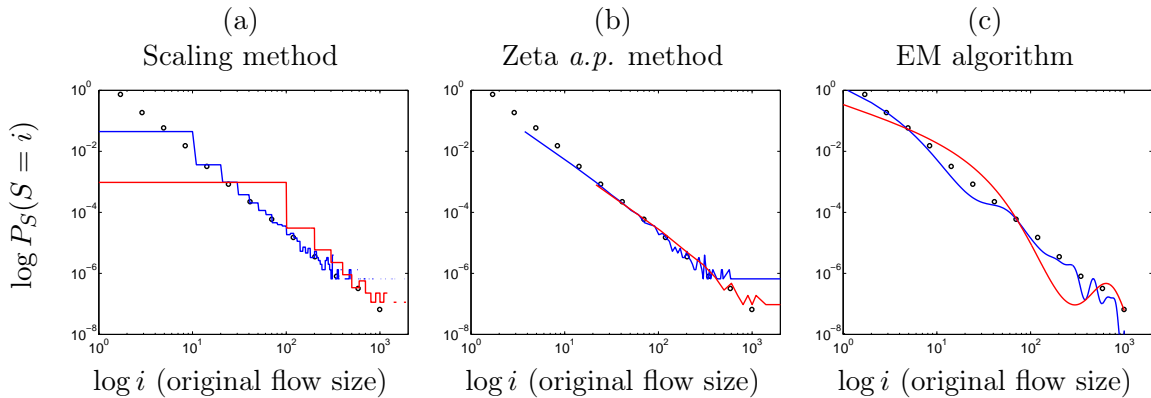 (a) (b) (c)
Scaling method Zeta a.p. method EM algorithm
log P_S(S = i)
10^0 10^-2 10^-4 10^-6 10^-8
10^0 10^1 10^2 10^3
log i (original flow size)
10^0 10^-2 10^-4 10^-6 10^-8
10^0 10^1 10^2 10^3
log i (original flow size)
10^0 10^-2 10^-4 10^-6 10^-8
10^0 10^1 10^2 10^3
log i (original flow size)